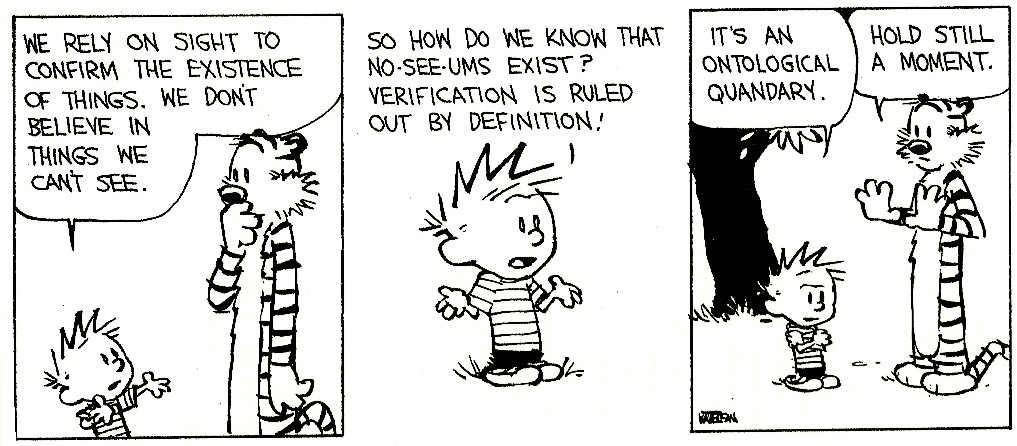 WE RELY ON SIGHT TO
CONFIRM THE EXISTENCE
OF THINGS. WE DON'T
BELIEVE IN
THINGS WE
CAN'T SEE.
SO HOW DO WE KNOW THAT
NO-SEE-UMS EXIST?
VERIFICATION IS RULED
OUT BY DEFINITION!
IT'S AN
ONTOLOGICAL
QUANDARY.
HOLD STILL
A MOMENT.
WATTERSON